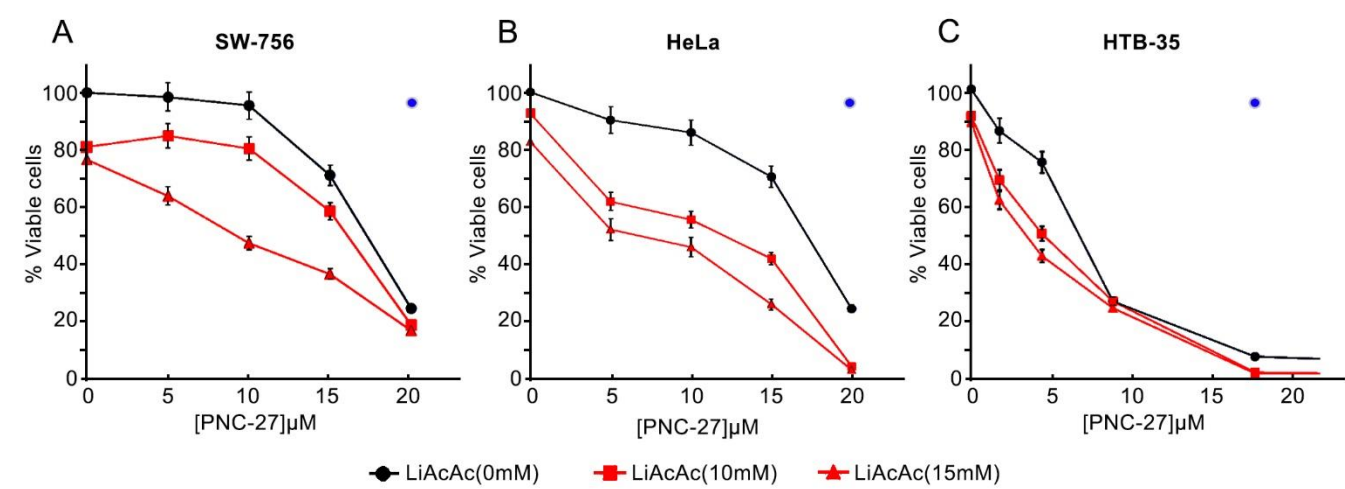 A SW-756
B HeLa
C HTB-35
% Viable cells
100
80
60
40
20
0
0 5 10 15 20
[PNC-27]µM
% Viable cells
100
80
60
40
20
0
0 5 10 15 20
[PNC-27]µM
% Viable cells
100
80
60
40
20
0
0 5 10 15 20
[PNC-27]µM
LiAcAc(0mM) LiAcAc(10mM) LiAcAc(15mM)